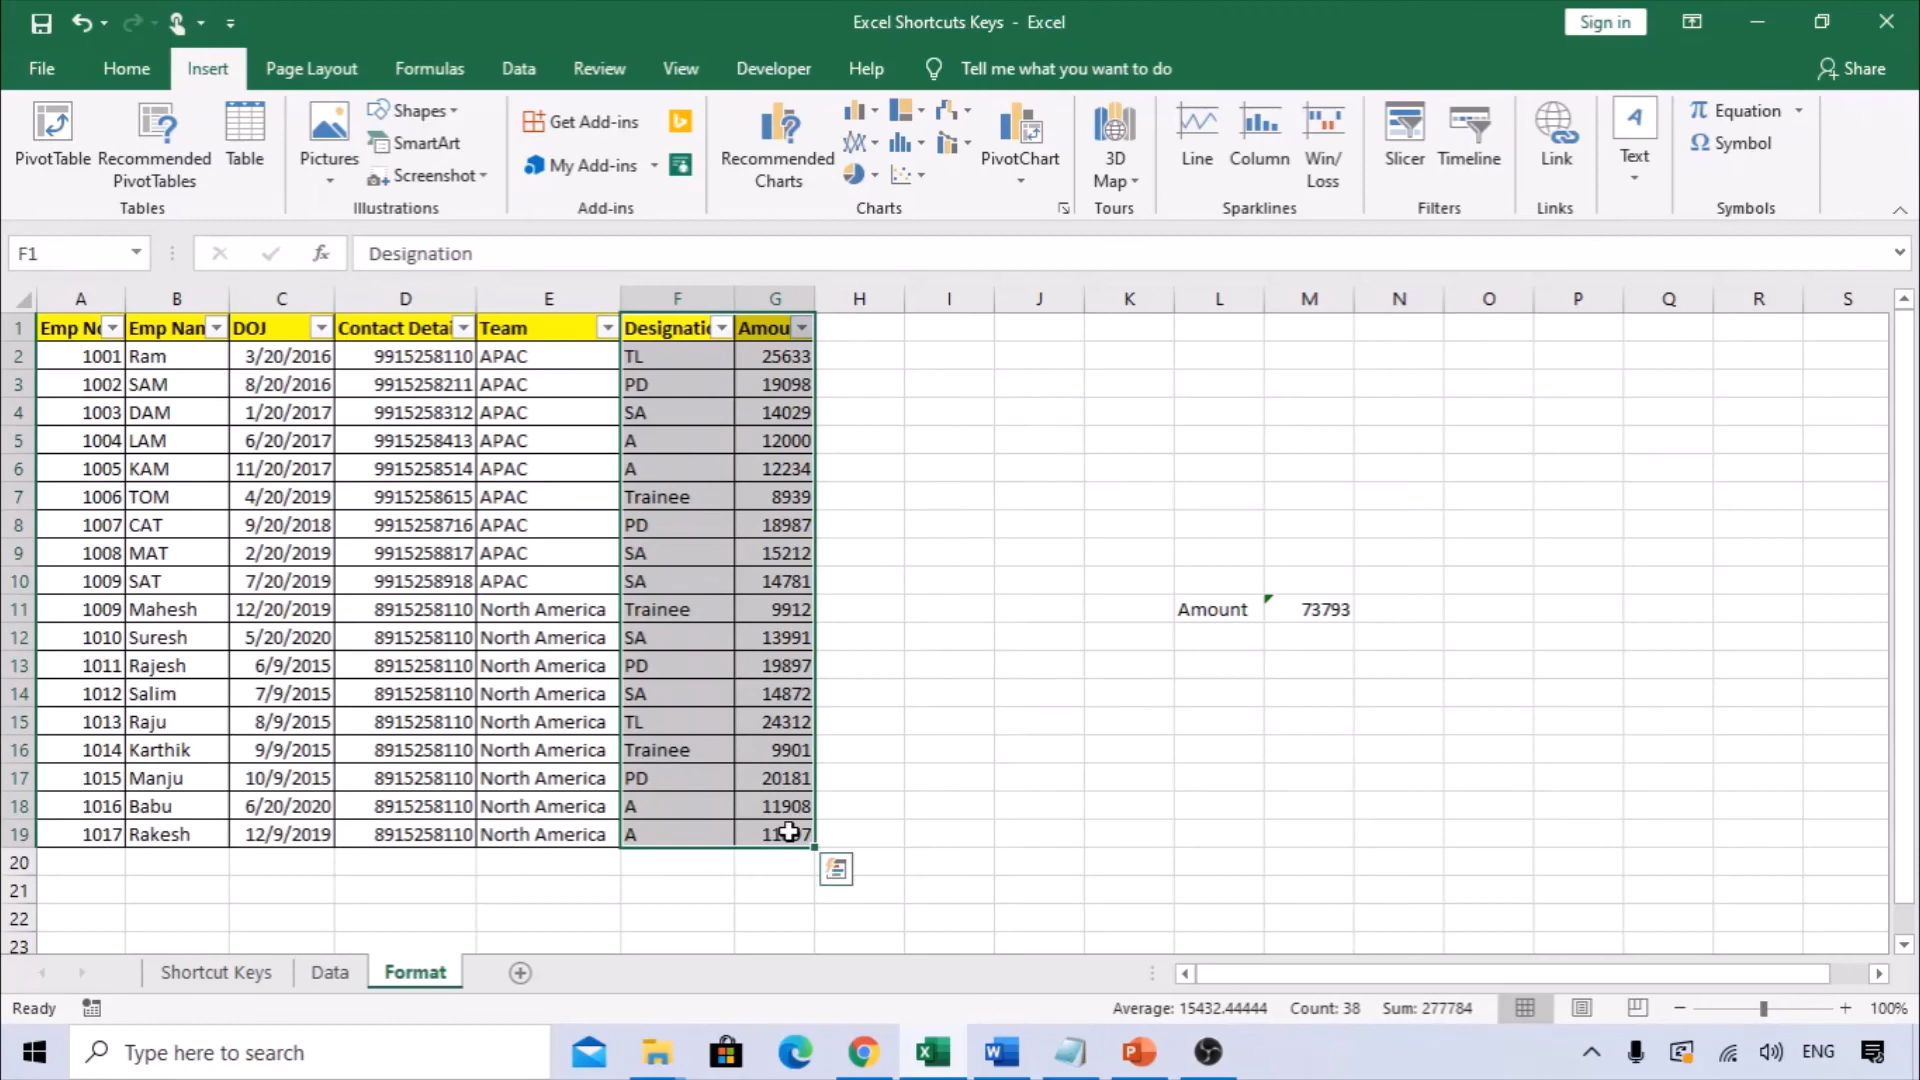 Excel Shortcuts Keys - Excel
Sign in
File Home Insert Page Layout Formulas Data Review View Developer Help Tell me what you want to do Share
PivotTable Recommended PivotTables Table
Tables
Pictures Shapes SmartArt Screenshot
Illustrations
Get Add-ins
My Add-ins
Add-ins
Recommended Charts PivotChart
Charts
3D Map
Tours
Line Column Win/ Loss
Sparklines
Slicer Timeline
Filters
Link
Links
Text
Equation
Symbol
Symbols
F1 fx Designation
A B C D E F G H I J K L M N O P Q R S
1 Emp No Emp Nan DOJ Contact Detai Team Designatio Amou
2 1001 Ram 3/20/2016 9915258110 APAC TL 25633
3 1002 SAM 8/20/2016 9915258211 APAC PD 19098
4 1003 DAM 1/20/2017 9915258312 APAC SA 14029
5 1004 LAM 6/20/2017 9915258413 APAC A 12000
6 1005 KAM 11/20/2017 9915258514 APAC A 12234
7 1006 TOM 4/20/2019 9915258615 APAC Trainee 8939
8 1007 CAT 9/20/2018 9915258716 APAC PD 18987
9 1008 MAT 2/20/2019 9915258817 APAC SA 15212
10 1009 SAT 7/20/2019 9915258918 APAC SA 14781
11 1009 Mahesh 12/20/2019 8915258110 North America Trainee 9912 Amount 73793
12 1010 Suresh 5/20/2020 8915258110 North America SA 13991
13 1011 Rajesh 6/9/2015 8915258110 North America PD 19897
14 1012 Salim 7/9/2015 8915258110 North America SA 14872
15 1013 Raju 8/9/2015 8915258110 North America TL 24312
16 1014 Karthik 9/9/2015 8915258110 North America Trainee 9901
17 1015 Manju 10/9/2015 8915258110 North America PD 20181
18 1016 Babu 6/20/2020 8915258110 North America A 11908
19 1017 Rakesh 12/9/2019 8915258110 North America A
20
21
22
23
Shortcut Keys Data Format
Ready Average: 15432.44444 Count: 38 Sum: 277784 100%
Type here to search ENG